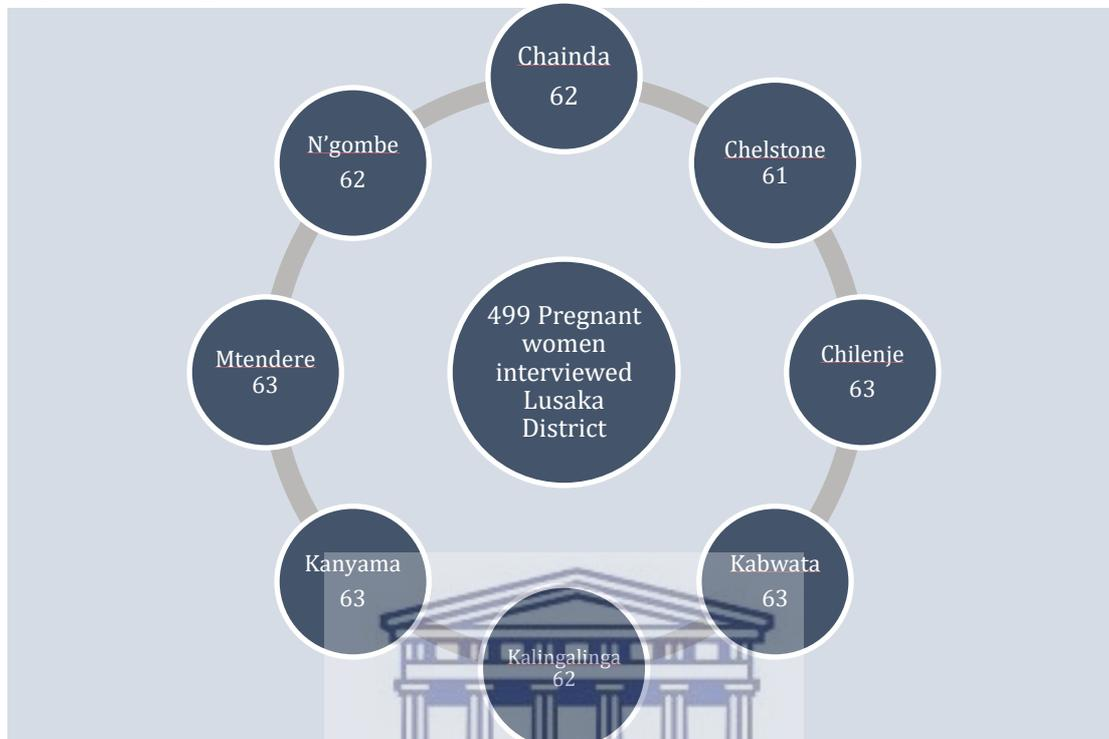 Chainda
62
Chelstone
61
Chilenje
63
Kabwata
63
Kalingalinga
62
Kanyama
63
Mtendere
63
N’gombe
62
499 Pregnant
women
interviewed
Lusaka
District